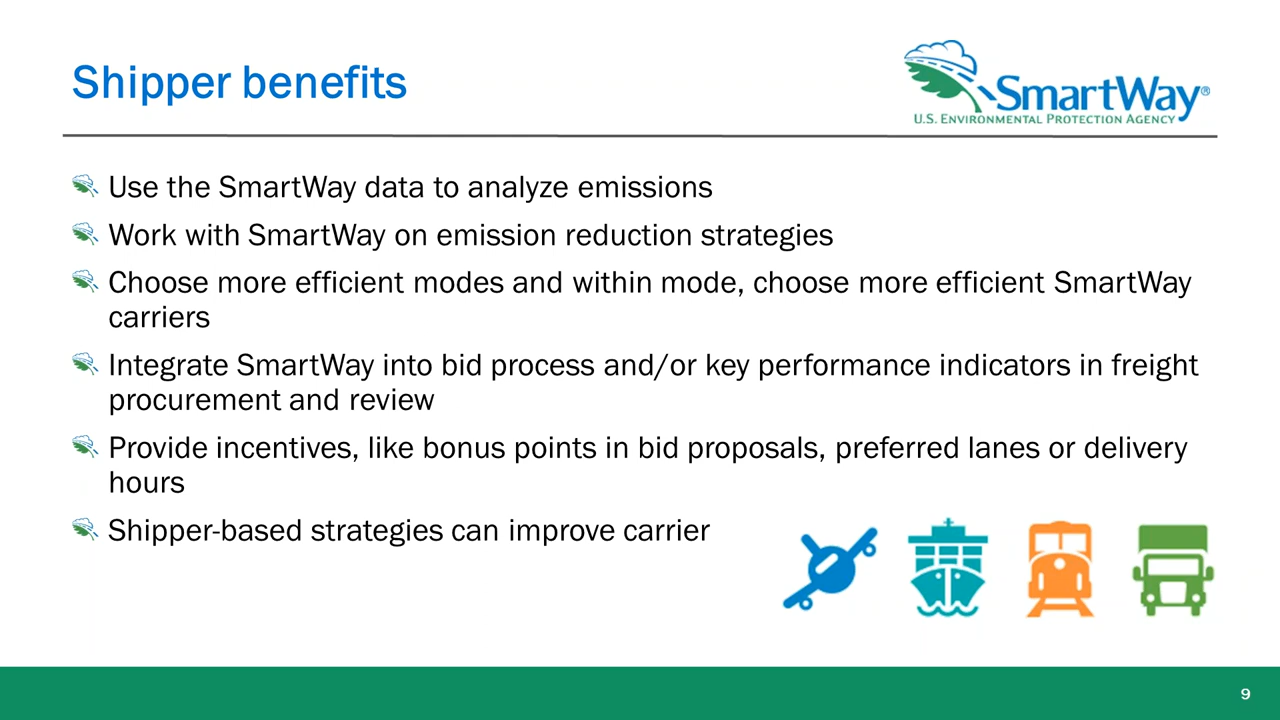 Shipper benefits
SmartWay®
U.S. ENVIRONMENTAL PROTECTION AGENCY
Use the SmartWay data to analyze emissions
Work with SmartWay on emission reduction strategies
Choose more efficient modes and within mode, choose more efficient SmartWay
carriers
Integrate SmartWay into bid process and/or key performance indicators in freight
procurement and review
Provide incentives, like bonus points in bid proposals, preferred lanes or delivery
hours
Shipper-based strategies can improve carrier
9